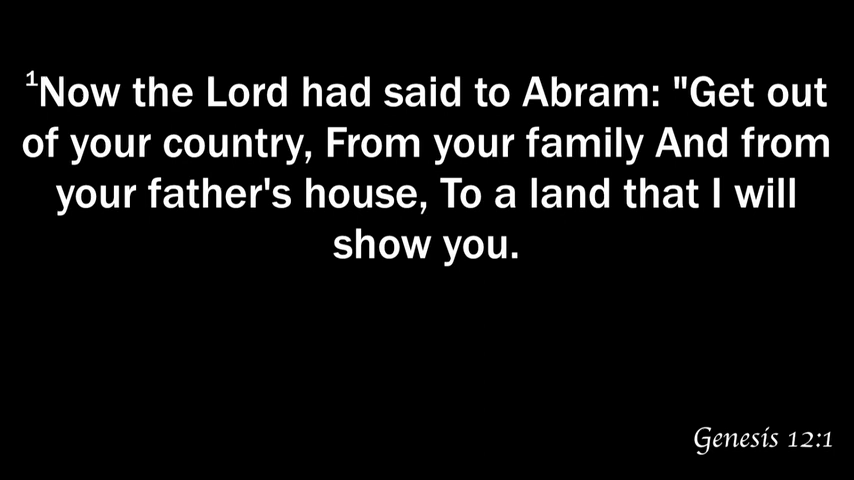 ¹Now the Lord had said to Abram: "Get out
of your country, From your family And from
your father's house, To a land that I will
show you.
Genesis 12:1